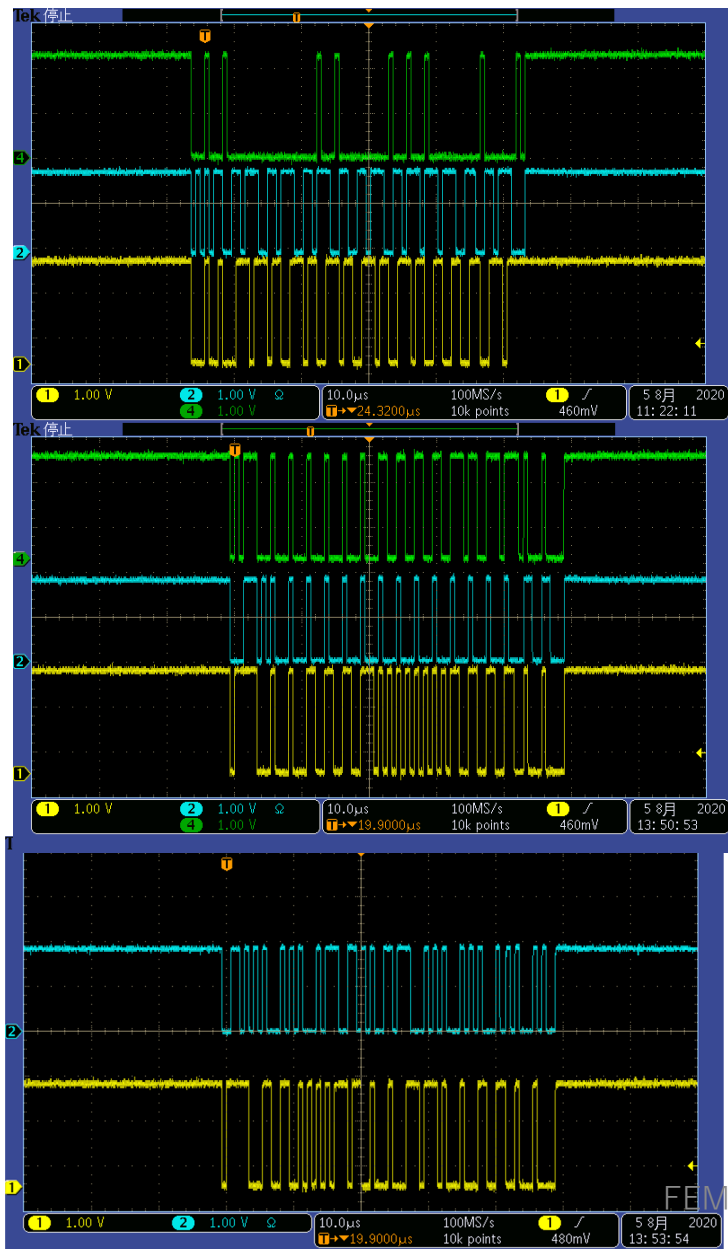 Tek 停止
T
4
2
1
1 1.00 V 2 1.00 V Ω 10.0µs 100MS/s 1 ∫ 5 8月 2020
4 1.00 V T→▼24.3200µs 10k points 460mV 11:22:11
Tek 停止
T
T
4
2
1
1 1.00 V 2 1.00 V Ω 10.0µs 100MS/s 1 ∫ 5 8月 2020
4 1.00 V T→▼19.9000µs 10k points 460mV 13:50:53
T
2
1
FEM
1 1.00 V 2 1.00 V Ω 10.0µs 100MS/s 1 ∫ 5 8月 2020
T→▼19.9000µs 10k points 480mV 13:53:54